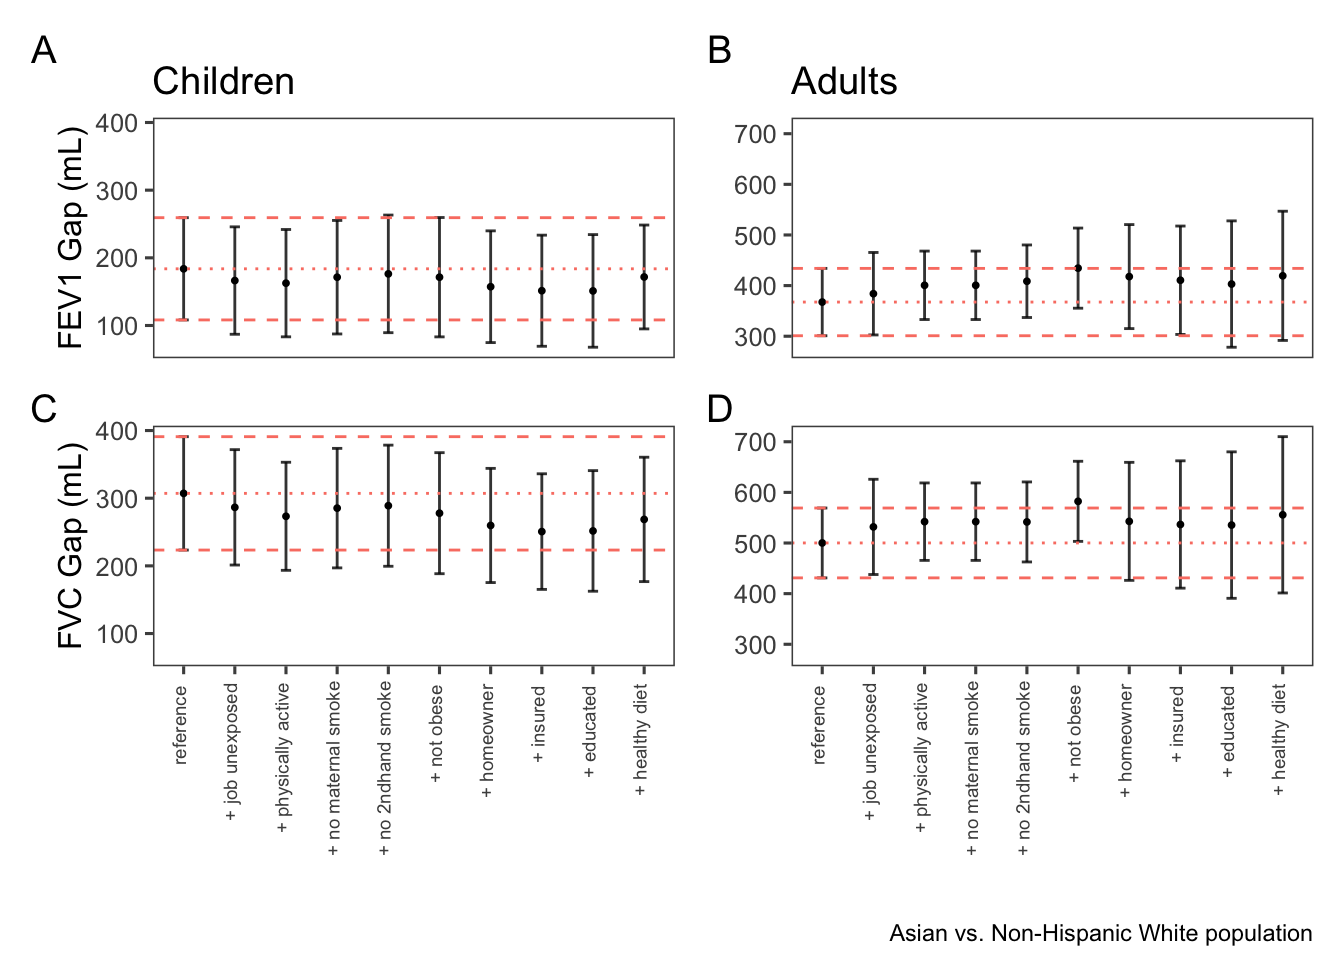 A
B
Children
Adults
FEV1 Gap (mL)
400
300
200
100
700
600
500
400
300
C
D
FVC Gap (mL)
400
300
200
100
700
600
500
400
300
reference
+ job unexposed
+ physically active
+ no maternal smoke
+ no 2ndhand smoke
+ not obese
+ homeowner
+ insured
+ educated
+ healthy diet
reference
+ job unexposed
+ physically active
+ no maternal smoke
+ no 2ndhand smoke
+ not obese
+ homeowner
+ insured
+ educated
+ healthy diet
Asian vs. Non-Hispanic White population